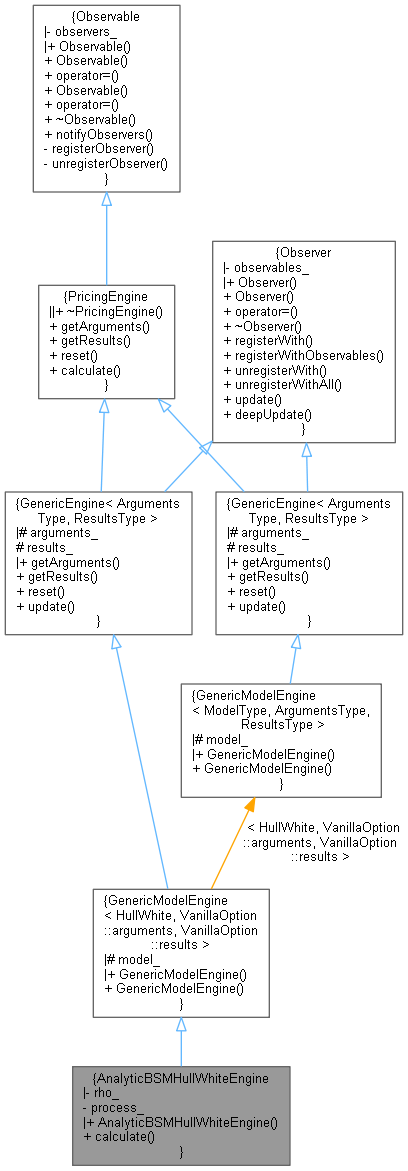 {Observable
|- observers_
|+ Observable()
+ Observable()
+ operator=()
+ Observable()
+ operator=()
+ ~Observable()
+ notifyObservers()
- registerObserver()
- unregisterObserver()
}
{Observer
|- observables_
|+ Observer()
+ Observer()
+ operator=()
+ ~Observer()
+ registerWith()
+ registerWithObservables()
+ unregisterWith()
+ unregisterWithAll()
+ update()
+ deepUpdate()
}
{PricingEngine
||+ ~PricingEngine()
+ getArguments()
+ getResults()
+ reset()
+ calculate()
}
{GenericEngine< Arguments
Type, ResultsType >
|# arguments_
# results_
|+ getArguments()
+ getResults()
+ reset()
+ update()
}
{GenericEngine< Arguments
Type, ResultsType >
|# arguments_
# results_
|+ getArguments()
+ getResults()
+ reset()
+ update()
}
{GenericModelEngine
< ModelType, ArgumentsType,
ResultsType >
|# model_
|+ GenericModelEngine()
+ GenericModelEngine()
}
< HullWhite, VanillaOption
::arguments, VanillaOption
::results >
{GenericModelEngine
< HullWhite, VanillaOption
::arguments, VanillaOption
::results >
|# model_
|+ GenericModelEngine()
+ GenericModelEngine()
}
{AnalyticBSMHullWhiteEngine
|- rho_
- process_
|+ AnalyticBSMHullWhiteEngine()
+ calculate()
}